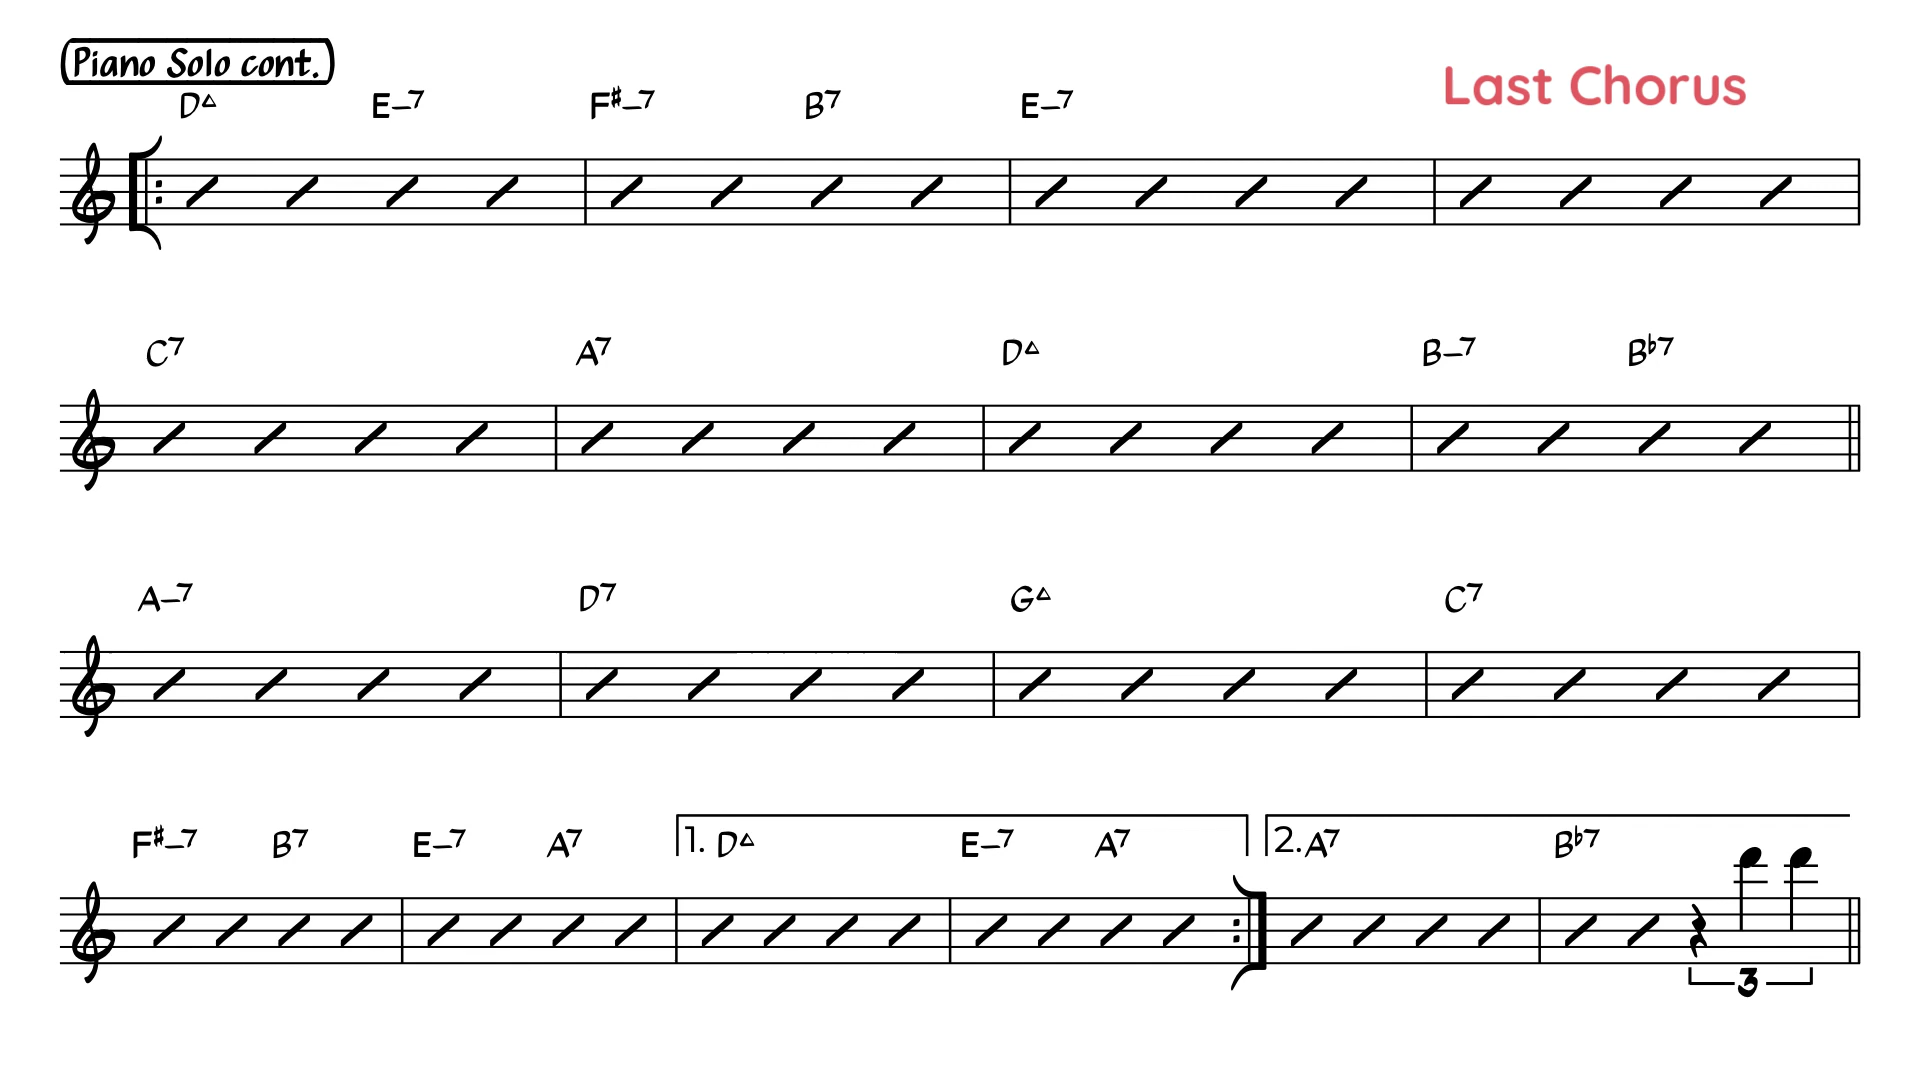 Piano Solo cont.
Last Chorus
D△ E–7 F♯–7 B7 E–7
C7 A7 D△ B–7 B♭7
A–7 D7 G△ C7
F♯–7 B7 E–7 A7 1. D△ E–7 A7 2. A7 B♭7
3